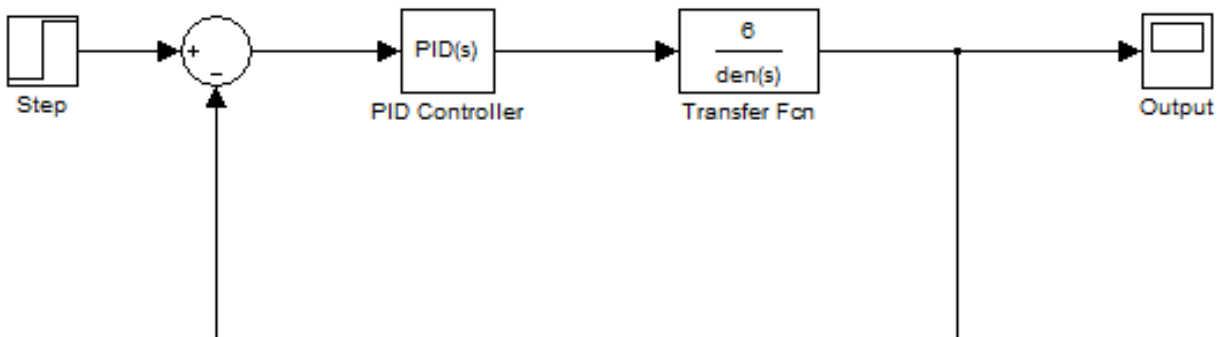 Step
+
−
PID(s)
PID Controller
6
den(s)
Transfer Fcn
Output